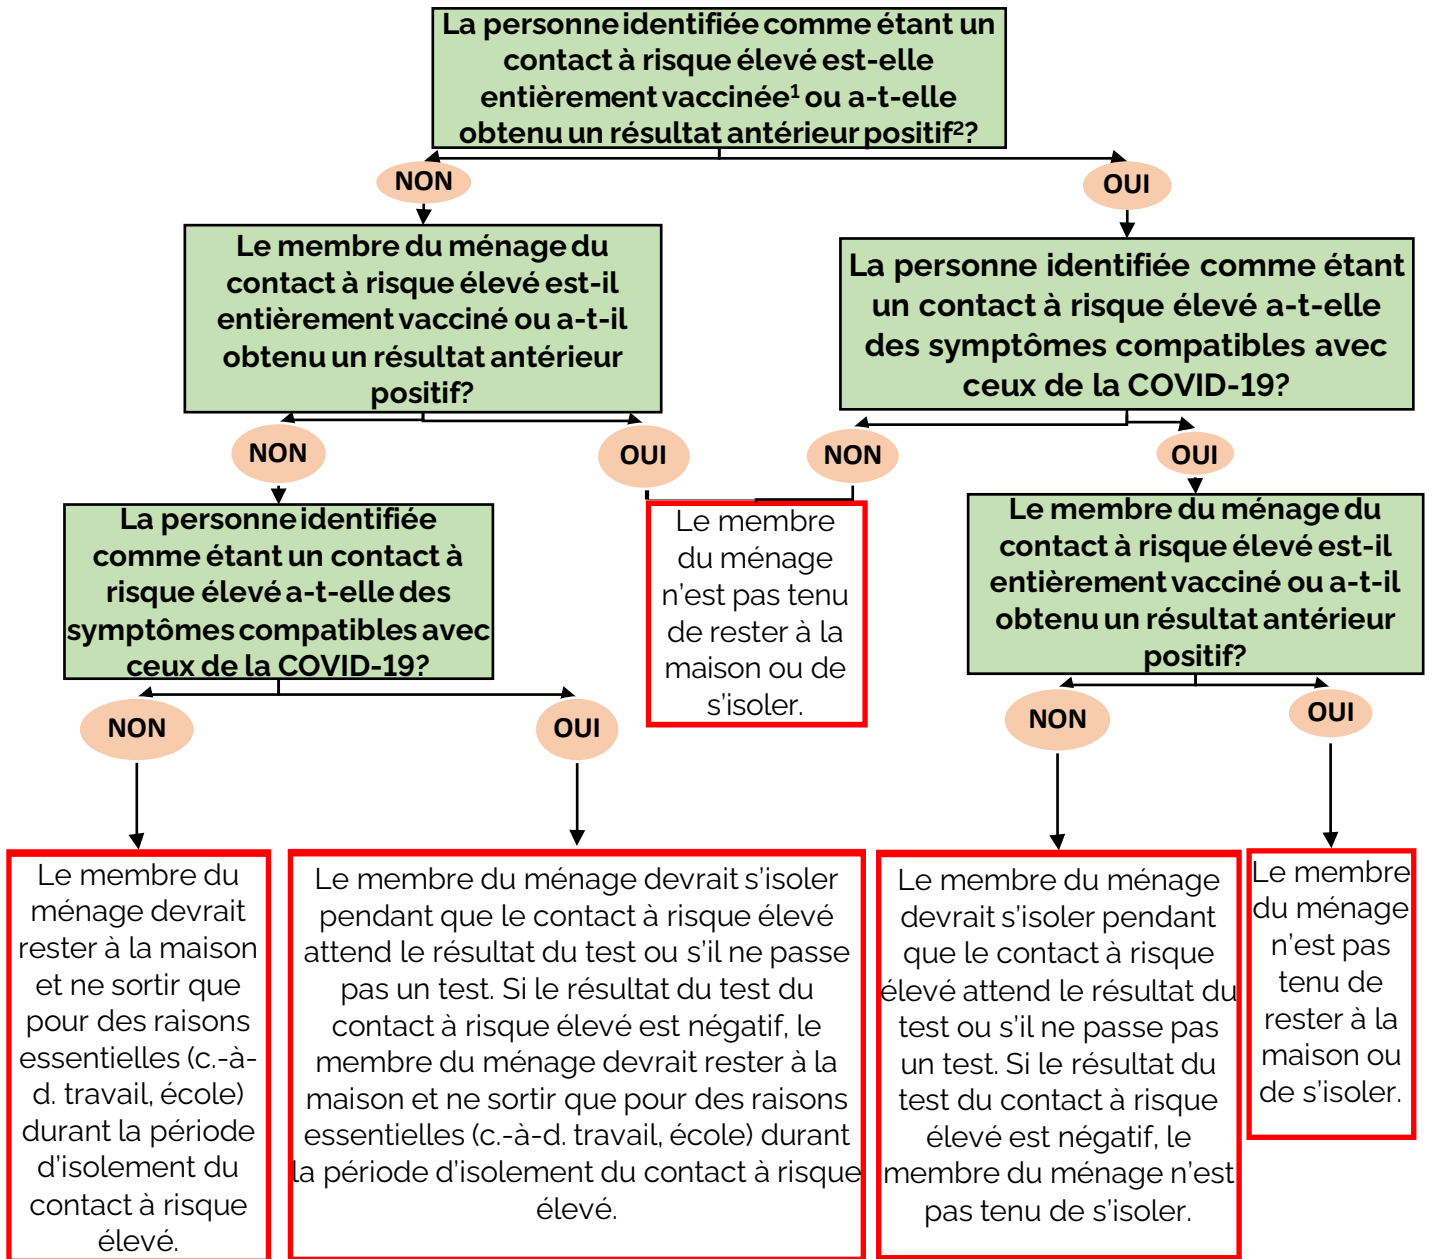 La personne identifiée comme étant un
contact à risque élevé est-elle
entièrement vaccinée¹ ou a-t-elle
obtenu un résultat antérieur positif²?
NON
OUI
Le membre du ménage du
contact à risque élevé est-il
entièrement vacciné ou a-t-il
obtenu un résultat antérieur
positif?
La personne identifiée comme étant
un contact à risque élevé a-t-elle
des symptômes compatibles avec
ceux de la COVID-19?
NON
OUI
NON
OUI
La personne identifiée
comme étant un contact à
risque élevé a-t-elle des
symptômes compatibles avec
ceux de la COVID-19?
Le membre
du ménage
n'est pas tenu
de rester à la
maison ou de
s'isoler.
Le membre du ménage du
contact à risque élevé est-il
entièrement vacciné ou a-t-il
obtenu un résultat antérieur
positif?
NON
OUI
NON
OUI
Le membre du
ménage devrait
rester à la maison
et ne sortir que
pour des raisons
essentielles (c.-à-
d. travail, école)
durant la période
d'isolement du
contact à risque
élevé.
Le membre du ménage devrait s'isoler
pendant que le contact à risque élevé
attend le résultat du test ou s'il ne passe
pas un test. Si le résultat du test du
contact à risque élevé est négatif, le
membre du ménage devrait rester à la
maison et ne sortir que pour des raisons
essentielles (c.-à-d. travail, école) durant
la période d'isolement du contact à risque
élevé.
Le membre du ménage
devrait s'isoler pendant
que le contact à risque
élevé attend le résultat du
test ou s'il ne passe pas
un test. Si le résultat du
test du contact à risque
élevé est négatif, le
membre du ménage n'est
pas tenu de s'isoler.
Le membre
du ménage
n'est pas
tenu de
rester à la
maison ou
de s'isoler.